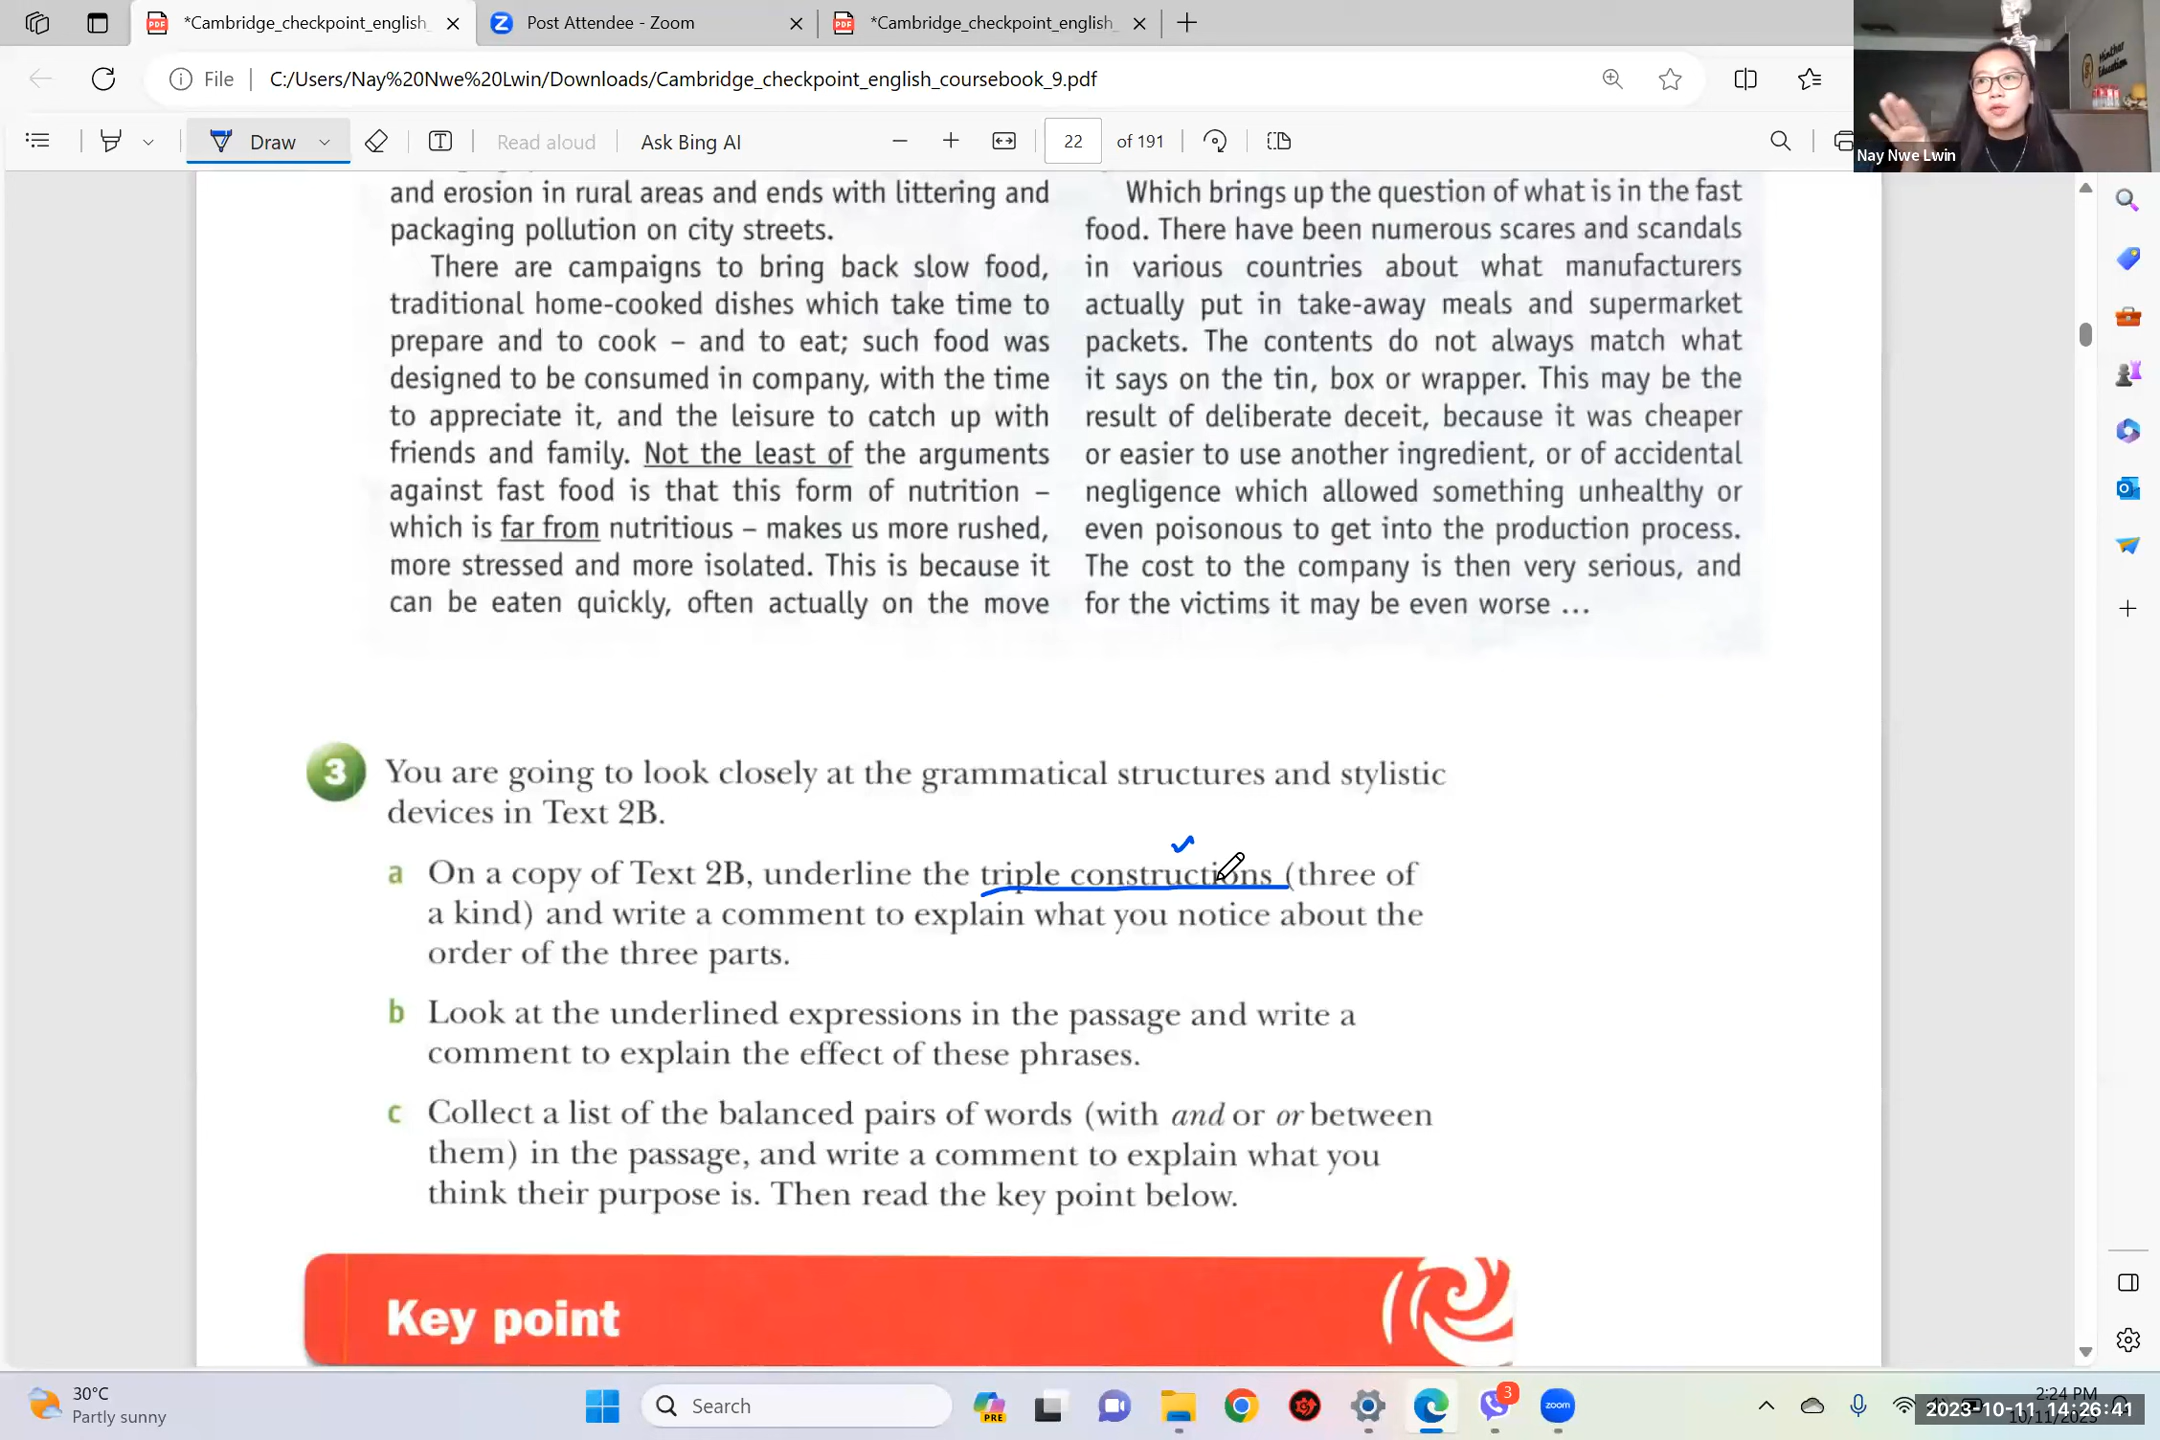 *Cambridge_checkpoint_english_
Post Attendee - Zoom
*Cambridge_checkpoint_english_
File
C:/Users/Nay%20Nwe%20Lwin/Downloads/Cambridge_checkpoint_english_coursebook_9.pdf
Draw
Read aloud
Ask Bing AI
22
of 191
Nay Nwe Lwin
and erosion in rural areas and ends with littering and
packaging pollution on city streets.
There are campaigns to bring back slow food,
traditional home-cooked dishes which take time to
prepare and to cook – and to eat; such food was
designed to be consumed in company, with the time
to appreciate it, and the leisure to catch up with
friends and family. Not the least of the arguments
against fast food is that this form of nutrition –
which is far from nutritious – makes us more rushed,
more stressed and more isolated. This is because it
can be eaten quickly, often actually on the move
Which brings up the question of what is in the fast
food. There have been numerous scares and scandals
in various countries about what manufacturers
actually put in take-away meals and supermarket
packets. The contents do not always match what
it says on the tin, box or wrapper. This may be the
result of deliberate deceit, because it was cheaper
or easier to use another ingredient, or of accidental
negligence which allowed something unhealthy or
even poisonous to get into the production process.
The cost to the company is then very serious, and
for the victims it may be even worse ...
3 You are going to look closely at the grammatical structures and stylistic
devices in Text 2B.
a On a copy of Text 2B, underline the triple constructions (three of
a kind) and write a comment to explain what you notice about the
order of the three parts.
b Look at the underlined expressions in the passage and write a
comment to explain the effect of these phrases.
c Collect a list of the balanced pairs of words (with and or or between
them) in the passage, and write a comment to explain what you
think their purpose is. Then read the key point below.
Key point
30°C
Partly sunny
Search
PRE
3
zoom
2:24 PM
2023-10-11 14:26:41